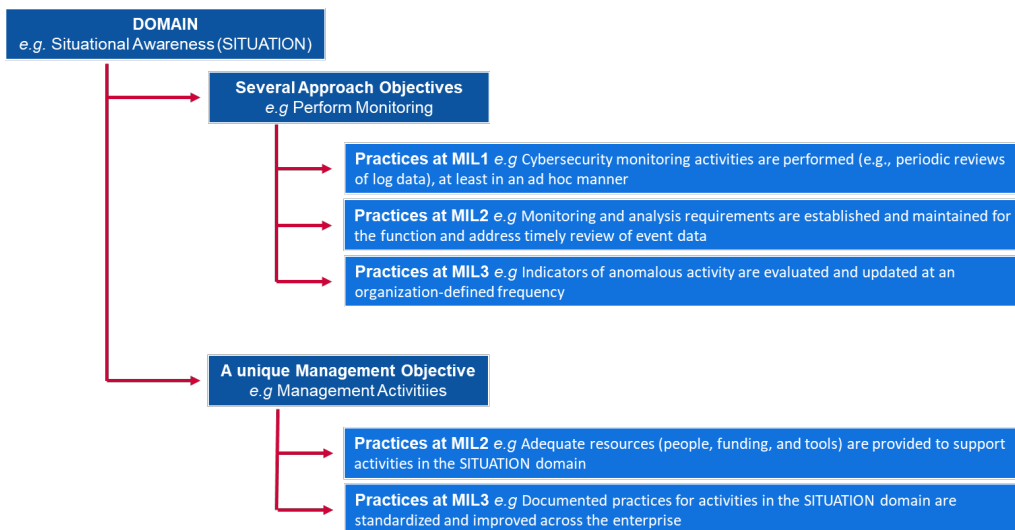 DOMAIN
e.g. Situational Awareness (SITUATION)
Several Approach Objectives
e.g Perform Monitoring
Practices at MIL1 e.g Cybersecurity monitoring activities are performed (e.g., periodic reviews
of log data), at least in an ad hoc manner
Practices at MIL2 e.g Monitoring and analysis requirements are established and maintained for
the function and address timely review of event data
Practices at MIL3 e.g Indicators of anomalous activity are evaluated and updated at an
organization-defined frequency
A unique Management Objective
e.g Management Activitiies
Practices at MIL2 e.g Adequate resources (people, funding, and tools) are provided to support
activities in the SITUATION domain
Practices at MIL3 e.g Documented practices for activities in the SITUATION domain are
standardized and improved across the enterprise